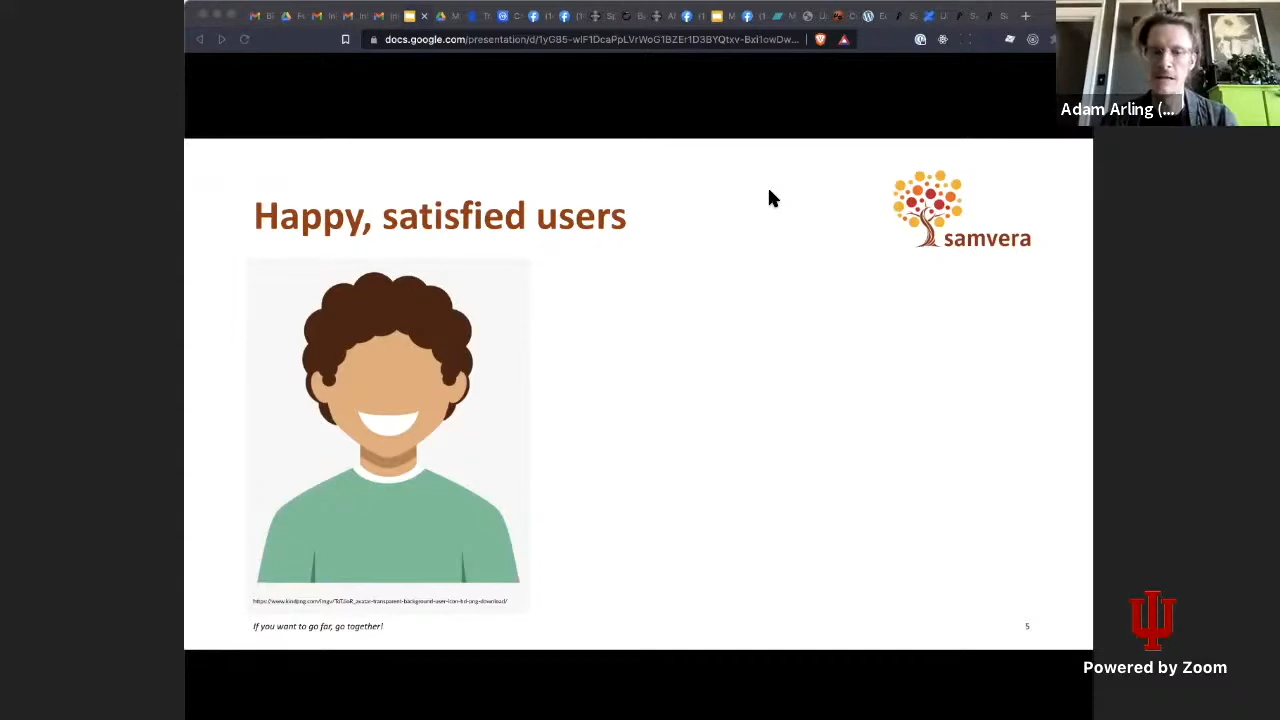 docs.google.com/presentation/d/1yG85-wIF1DcaPpLVrWoG1BZEr1D3BYQtxv-Bxi1owDw...
Adam Arling (...
Happy, satisfied users
samvera
If you want to go far, go together!
5
Powered by Zoom